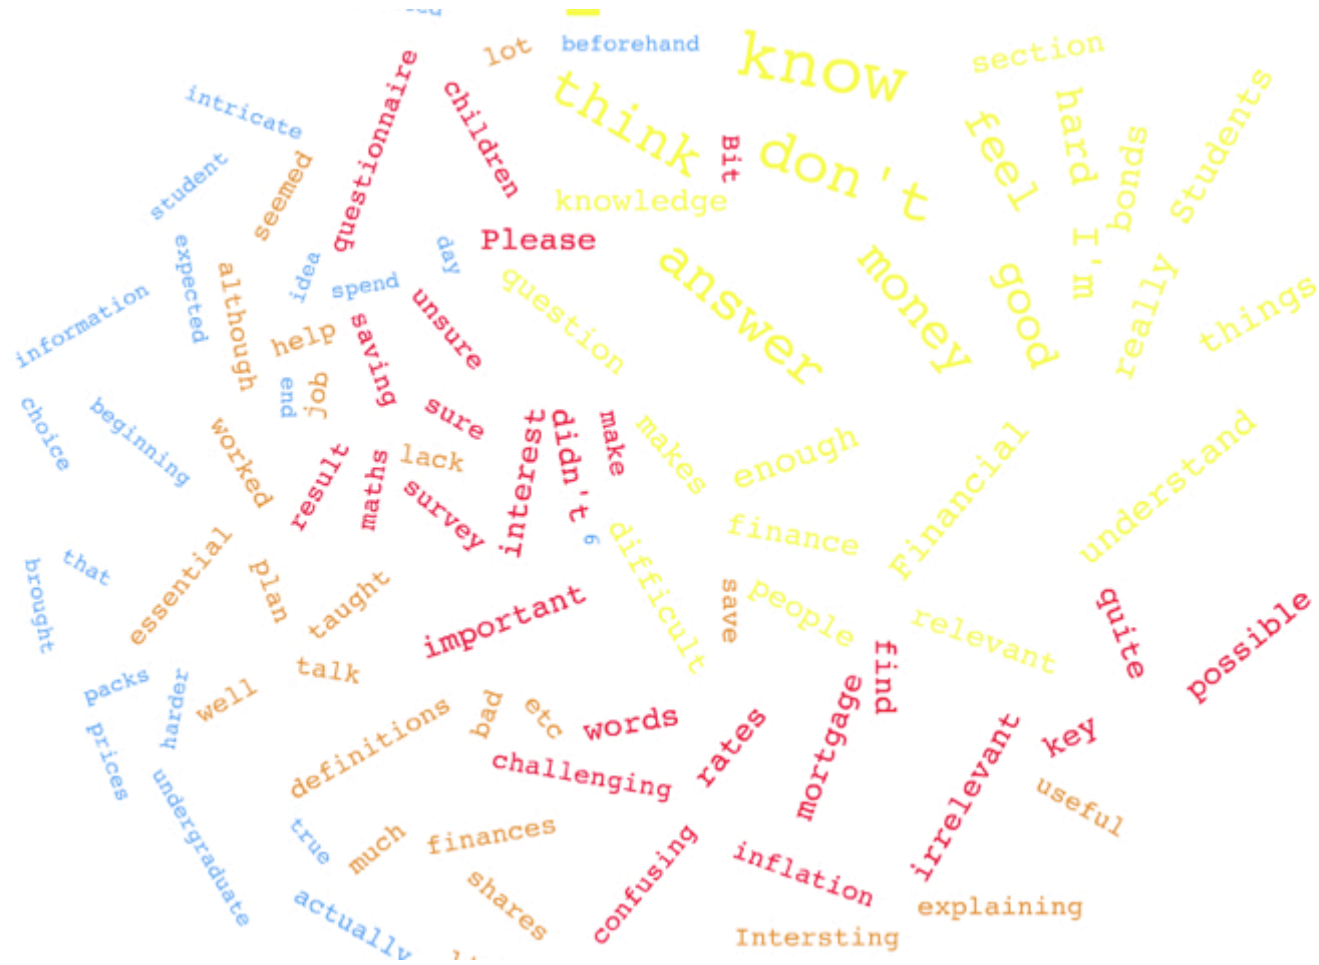 lot
beforehand
know
section
think
don't
Bit
feel
hard
bonds
Students
intricate
questionnaire
children
student
seemed
knowledge
Please
I'm
expected
although
idea
day
spend
unsure
question
answer
money
good
really
things
information
help
saving
end
job
sure
choice
beginning
worked
result
maths
lack
survey
interest
didn't
make
makes
enough
6
difficult
finance
Financial
understand
brought
that
essential
plan
taught
important
save
people
relevant
find
quite
possible
packs
harder
well
talk
definitions
bad
etc
words
rates
mortgage
irrelevant
key
useful
prices
undergraduate
challenging
true
much
finances
shares
confusing
inflation
explaining
actually
Intersting